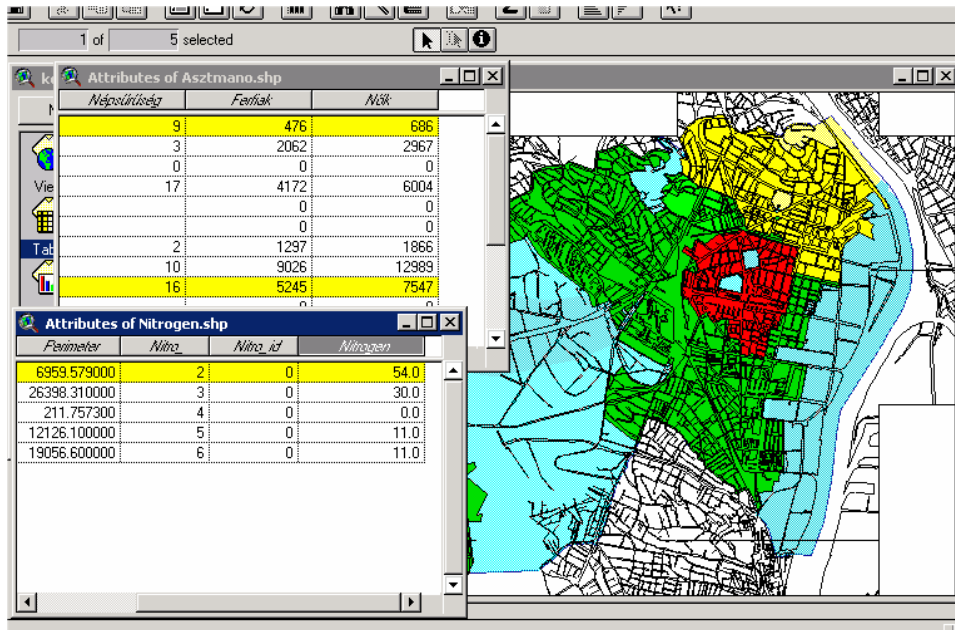 1 of 5 selected
Attributes of Asztmano.shp
Népsűrűség Ferfiak Nők
9 476 686
3 2062 2967
0 0 0
17 4172 6004
0 0
0 0
2 1297 1866
10 9026 12989
16 5245 7547
0 0
Vie
Tab
Attributes of Nitrogen.shp
Perimeter Nitro_ Nitro_id Nitrogen
6959.579000 2 0 54.0
26398.310000 3 0 30.0
211.757300 4 0 0.0
12126.100000 5 0 11.0
19056.600000 6 0 11.0